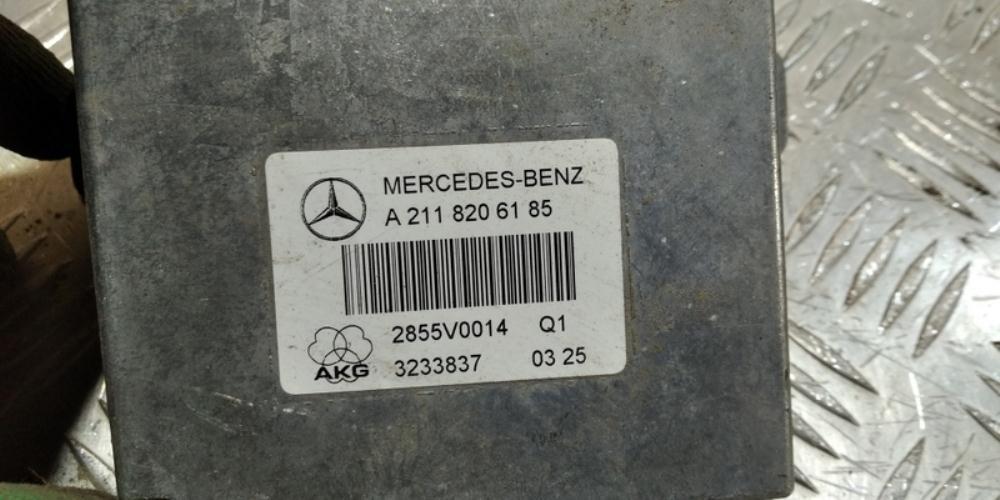 MERCEDES-BENZ
A 211 820 61 85
2855V0014 Q1
AKG 3233837 03 25